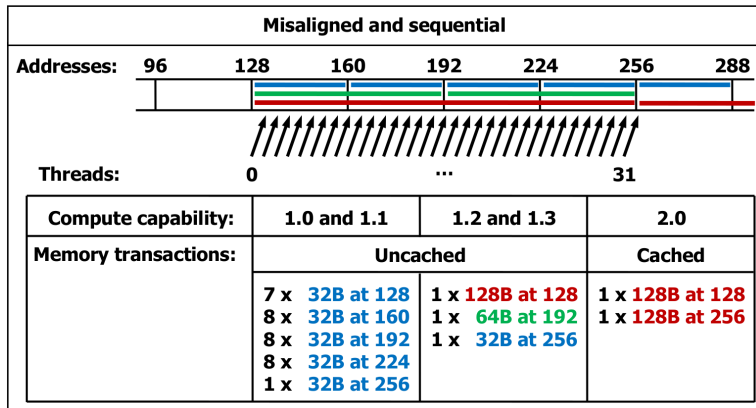 Misaligned and sequential
Addresses: 96 128 160 192 224 256 288
Threads: 0 ... 31
Compute capability: 1.0 and 1.1 1.2 and 1.3 2.0
Memory transactions: Uncached Cached
7 x 32B at 128 1 x 128B at 128 1 x 128B at 128
8 x 32B at 160 1 x 64B at 192 1 x 128B at 256
8 x 32B at 192 1 x 32B at 256
8 x 32B at 224
1 x 32B at 256